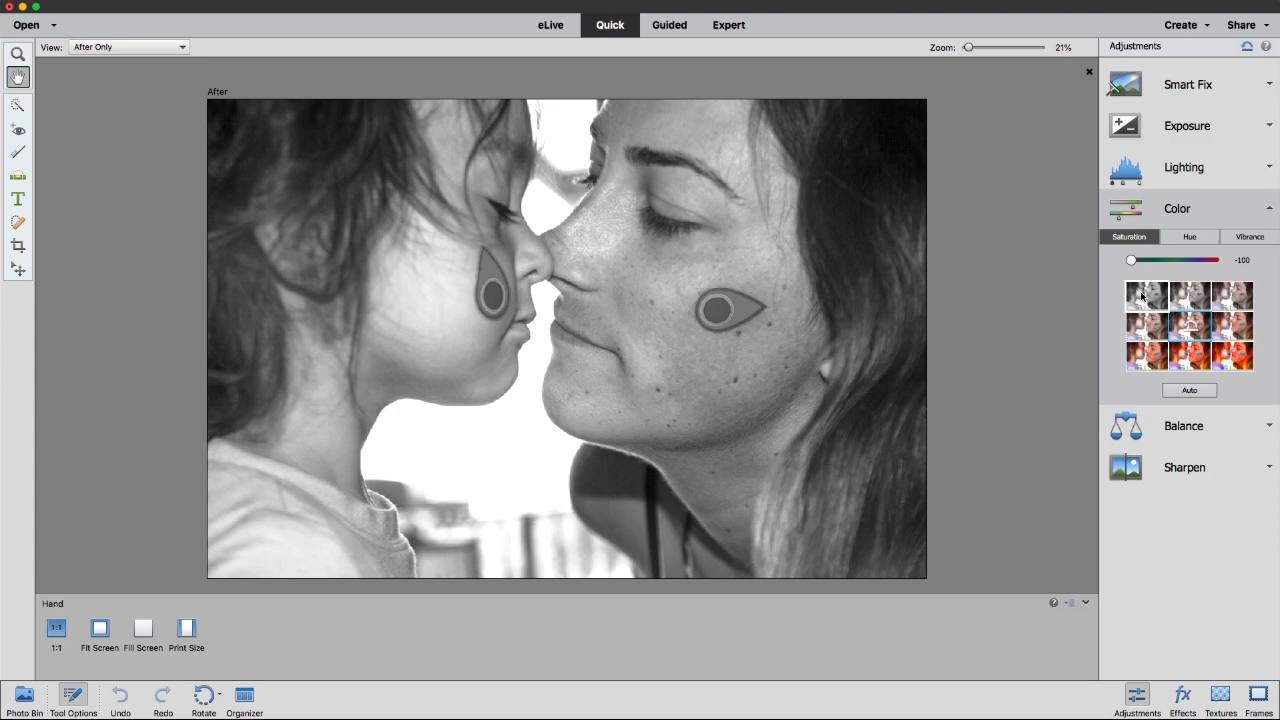 Open
eLive
Quick
Guided
Expert
Create
Share
View:
After Only
Zoom:
21%
Adjustments
After
Smart Fix
Exposure
Lighting
Color
Saturation
Hue
Vibrance
-100
Auto
Balance
Sharpen
Hand
1:1
1:1
Fit Screen
Fill Screen
Print Size
Photo Bin
Tool Options
Undo
Redo
Rotate
Organizer
fx
Adjustments
Effects
Textures
Frames